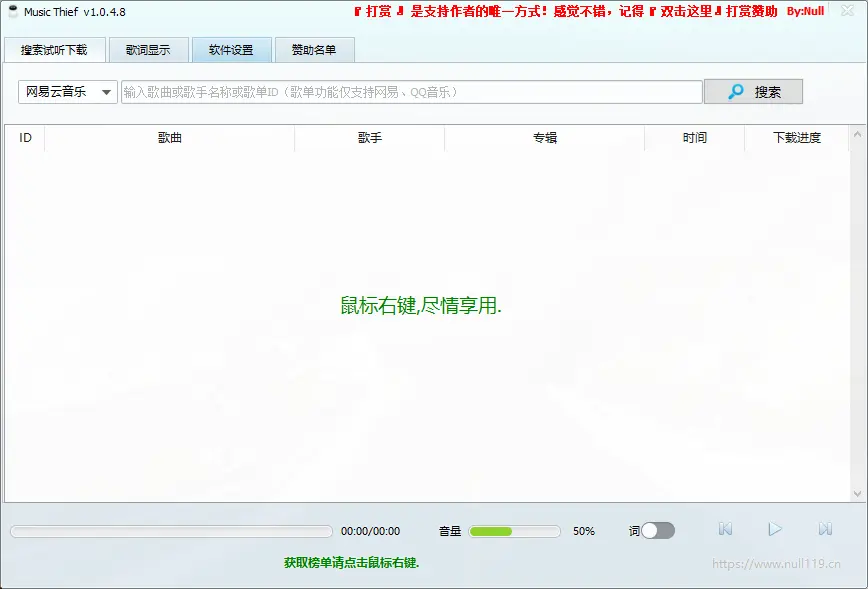 Music Thief v1.0.4.8
『 打赏 』 是支持作者的唯一方式！感觉不错，记得『 双击这里』打赏赞助 By:Null
搜索试听下载 歌词显示 软件设置 赞助名单
网易云音乐 输入歌曲或歌手名称或歌单ID（歌单功能仅支持网易、QQ音乐） 搜索
ID 歌曲 歌手 专辑 时间 下载进度
鼠标右键,尽情享用.
00:00/00:00 音量 50% 词
获取榜单请点击鼠标右键.
https://www.null119.cn